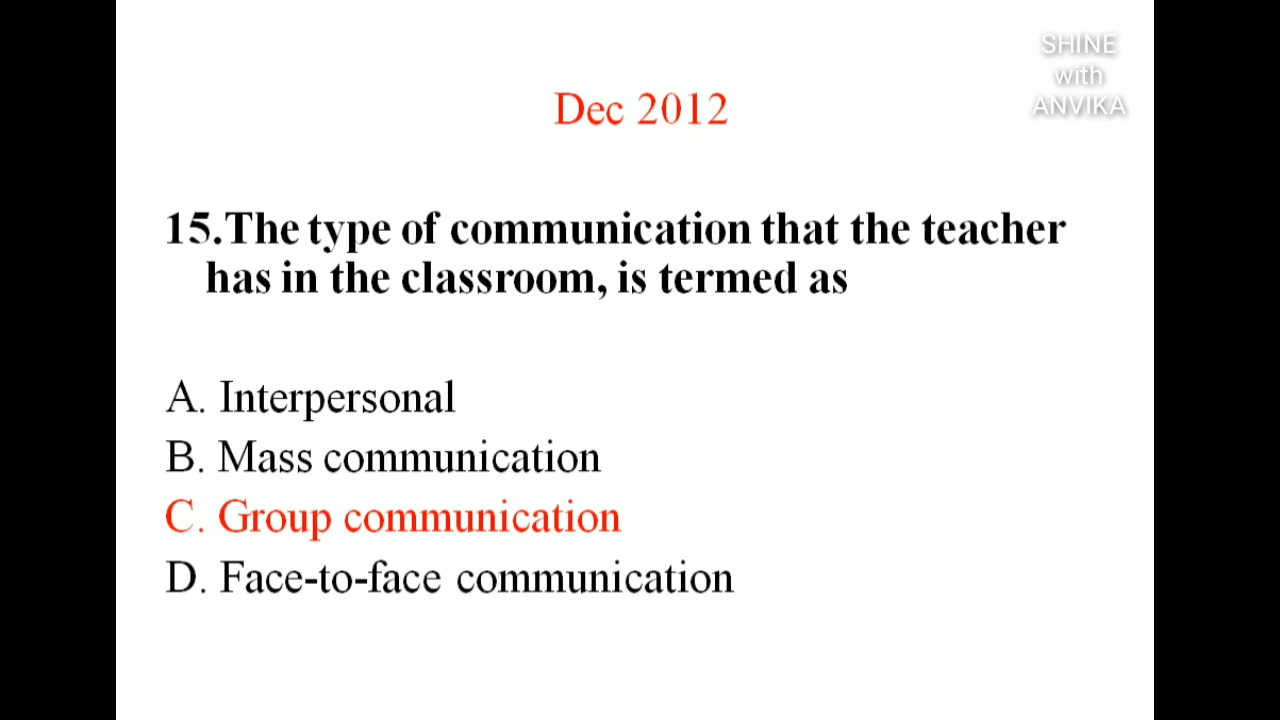 SHINE
with
ANVIKA
Dec 2012
15.The type of communication that the teacher
has in the classroom, is termed as
A. Interpersonal
B. Mass communication
C. Group communication
D. Face-to-face communication